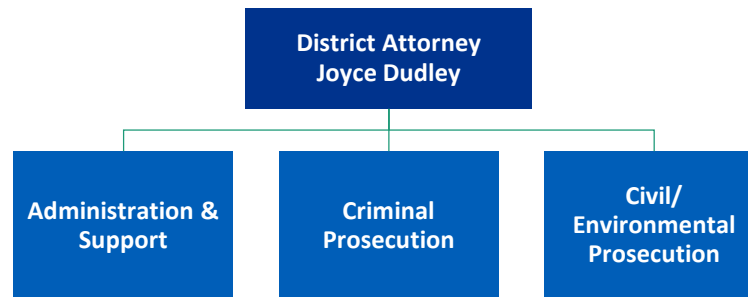 District Attorney
Joyce Dudley
Administration &
Support
Criminal
Prosecution
Civil/
Environmental
Prosecution